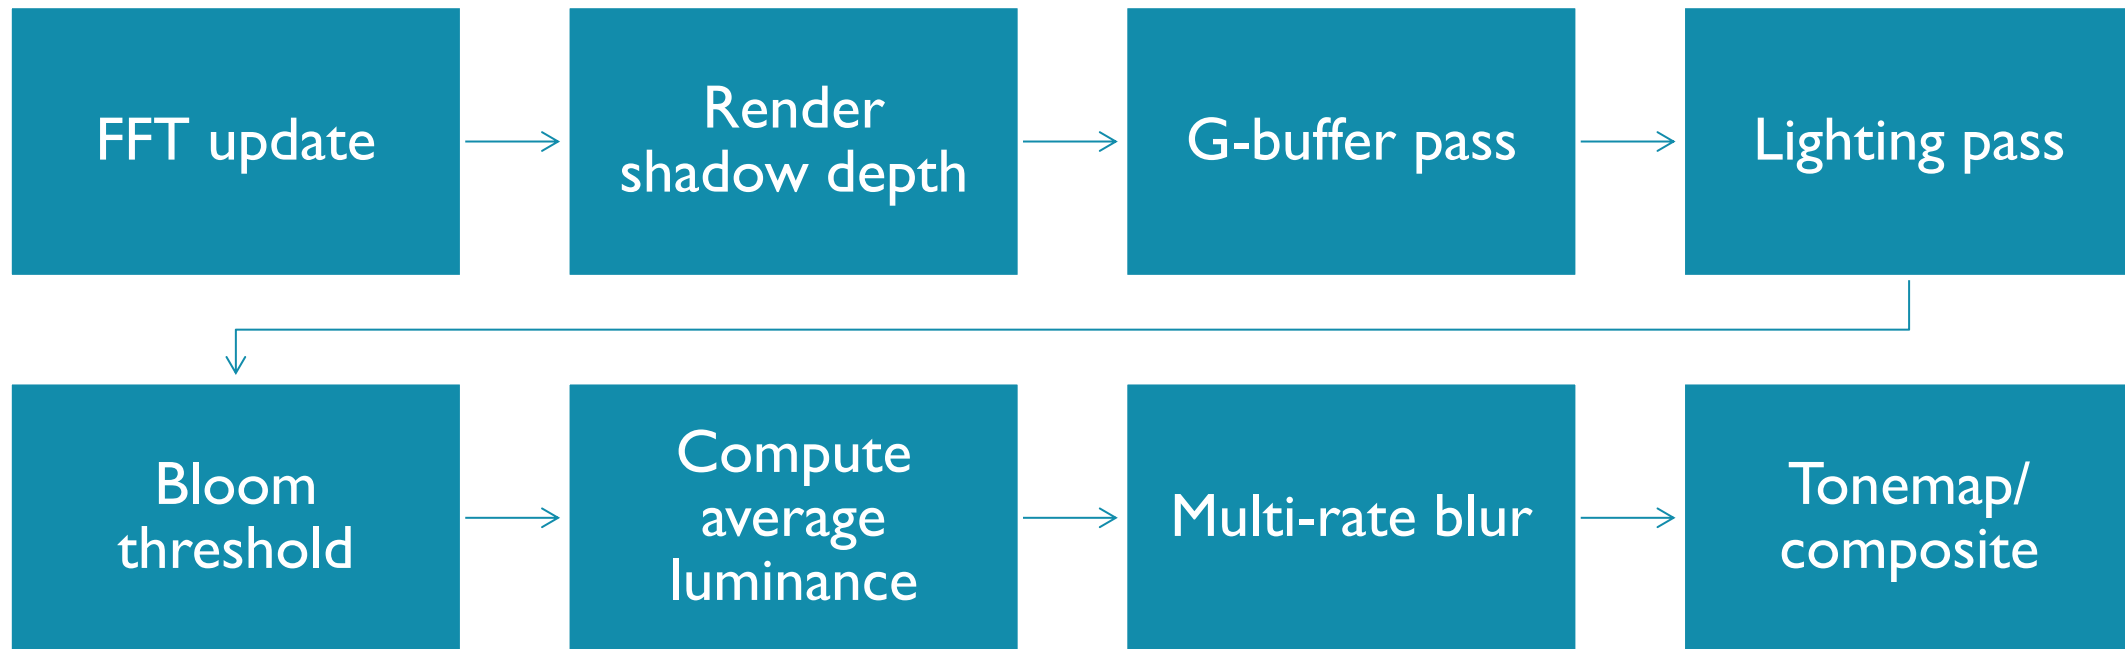 FFT update
Render
shadow depth
G-buffer pass
Lighting pass
Bloom
threshold
Compute
average
luminance
Multi-rate blur
Tonemap/
composite